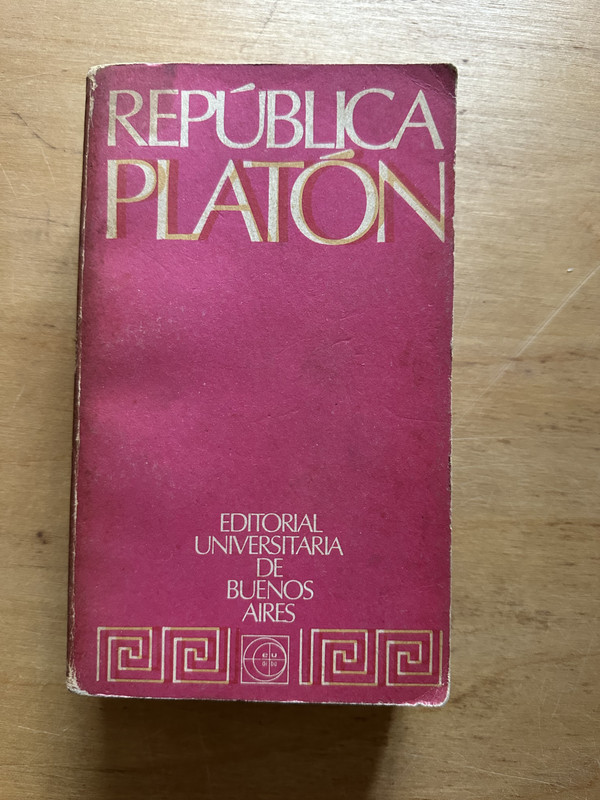 REPÚBLICA
PLATÓN
EDITORIAL
UNIVERSITARIA
DE
BUENOS
AIRES